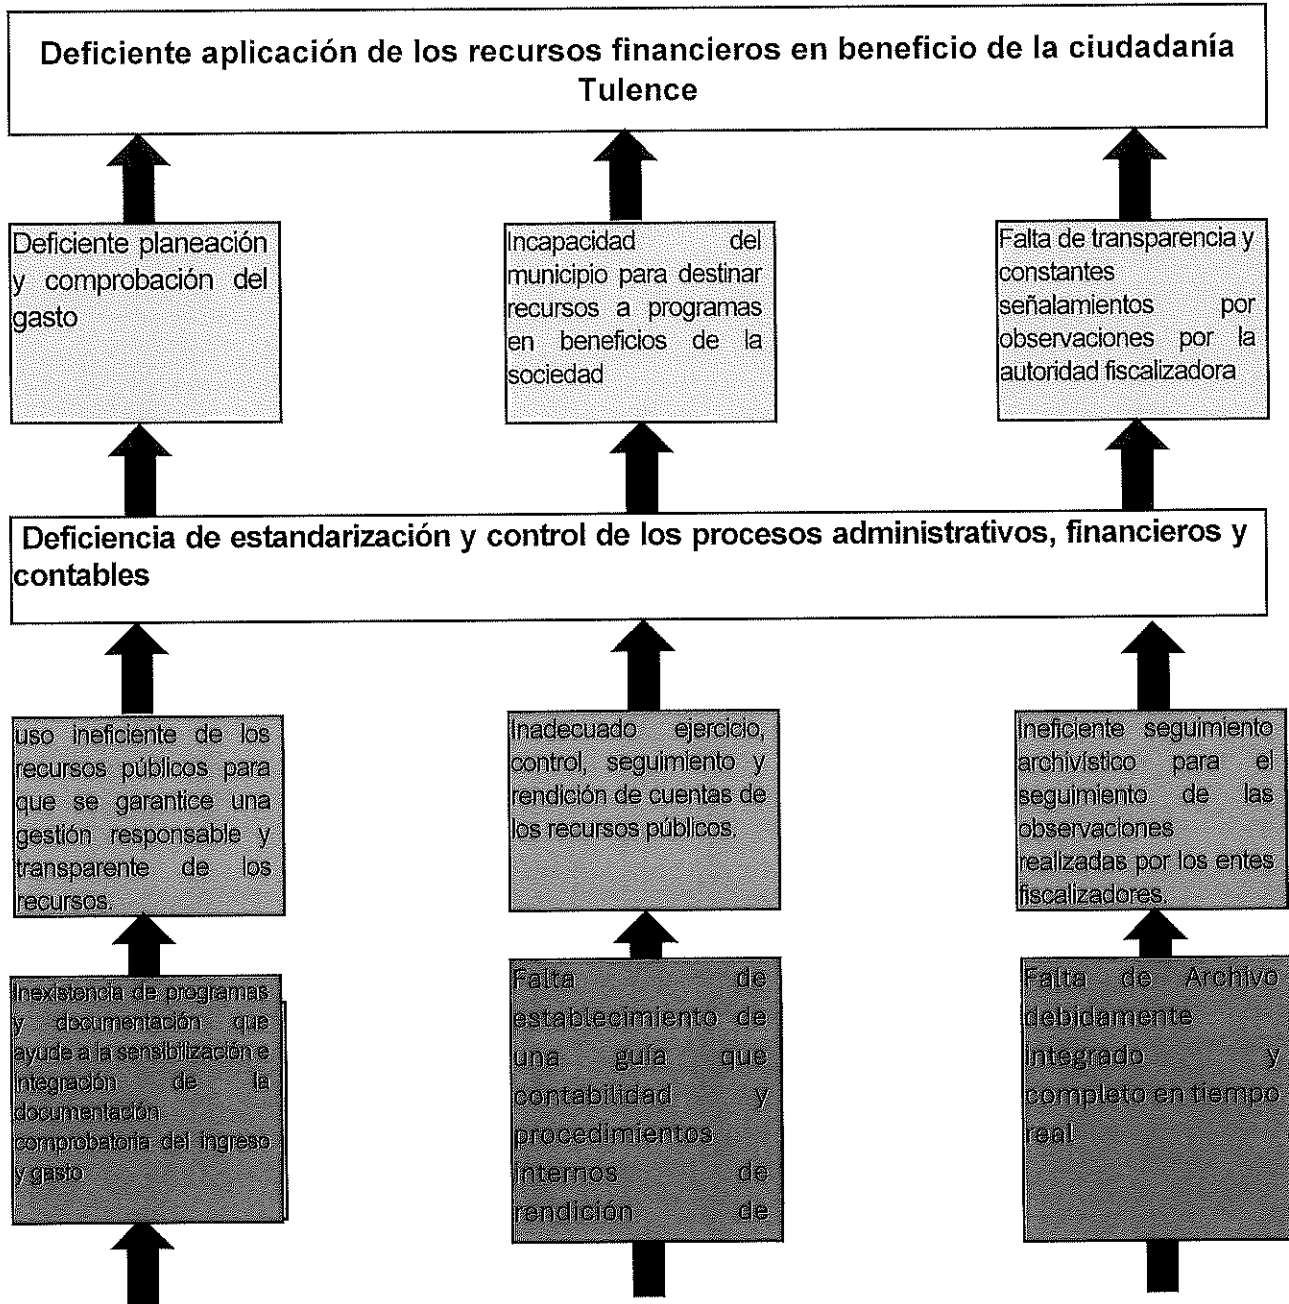 Deficiente aplicación de los recursos financieros en beneficio de la ciudadanía
Tulence
Deficiente planeación
y comprobación del
gasto
Incapacidad del
municipio para destinar
recursos a programas
en beneficios de la
sociedad
Falta de transparencia y
constantes
señalamientos por
observaciones por la
autoridad fiscalizadora
Deficiencia de estandarización y control de los procesos administrativos, financieros y
contables
uso ineficiente de los
recursos públicos para
que se garantice una
gestión responsable y
transparente de los
recursos.
Inadecuado ejercicio,
control, seguimiento y
rendición de cuentas de
los recursos públicos.
Ineficiente seguimiento
archivístico para el
seguimiento de las
observaciones
realizadas por los entes
fiscalizadores.
Inexistencia de programas
y documentación que
ayude a la sensibilización e
integración de la
documentación
comprobatoria del ingreso
y gasto
Falta de
establecimiento de
una guía que
contabilidad y
procedimientos
internos de
rendición de
Falta de Archivo
debidamente
integrado y
completo en tiempo
real